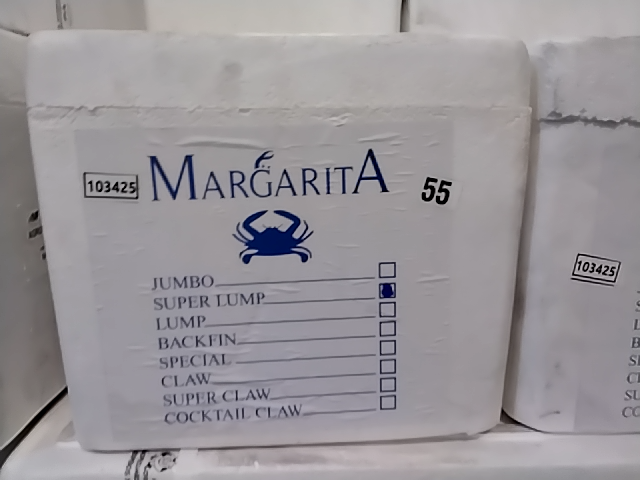 103425 MARGARITA 55
JUMBO
SUPER LUMP
LUMP
BACKFIN
SPECIAL
CLAW
SUPER CLAW
COCKTAIL CLAW
103425